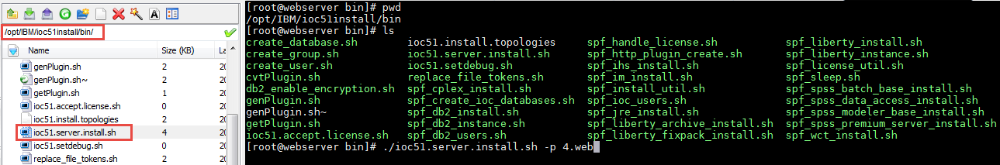 /opt/IBM/ioc51install/bin/
Name Size (KB) La
genPlugin.sh 2 20
genPlugin.sh~ 2 20
getPlugin.sh 1 20
ioc51.accept.license.sh 0 20
ioc51.install.topologies 2 20
ioc51.server.install.sh 4 20
ioc51.setdebug.sh 0 20
replace_file_tokens.sh 2 20
[root@webserver bin]# pwd
/opt/IBM/ioc51install/bin
[root@webserver bin]# ls
create_database.sh ioc51.install.topologies spf_handle_license.sh spf_liberty_install.sh
create_group.sh ioc51.server.install.sh spf_http_plugin_create.sh spf_liberty_instance.sh
create_user.sh ioc51.setdebug.sh spf_ihs_install.sh spf_license_util.sh
cvtPlugin.sh replace_file_tokens.sh spf_im_install.sh spf_sleep.sh
db2_enable_encryption.sh spf_cplex_install.sh spf_install_util.sh spf_spss_batch_base_install.sh
genPlugin.sh spf_create_ioc_databases.sh spf_ioc_users.sh spf_spss_data_access_install.sh
genPlugin.sh~ spf_db2_install.sh spf_jre_install.sh spf_spss_modeler_base_install.sh
getPlugin.sh spf_db2_instance.sh spf_liberty_archive_install.sh spf_spss_premium_server_install.sh
ioc51.accept.license.sh spf_db2_users.sh spf_liberty_fixpack_install.sh spf_wct_install.sh
[root@webserver bin]# ./ioc51.server.install.sh -p 4.web